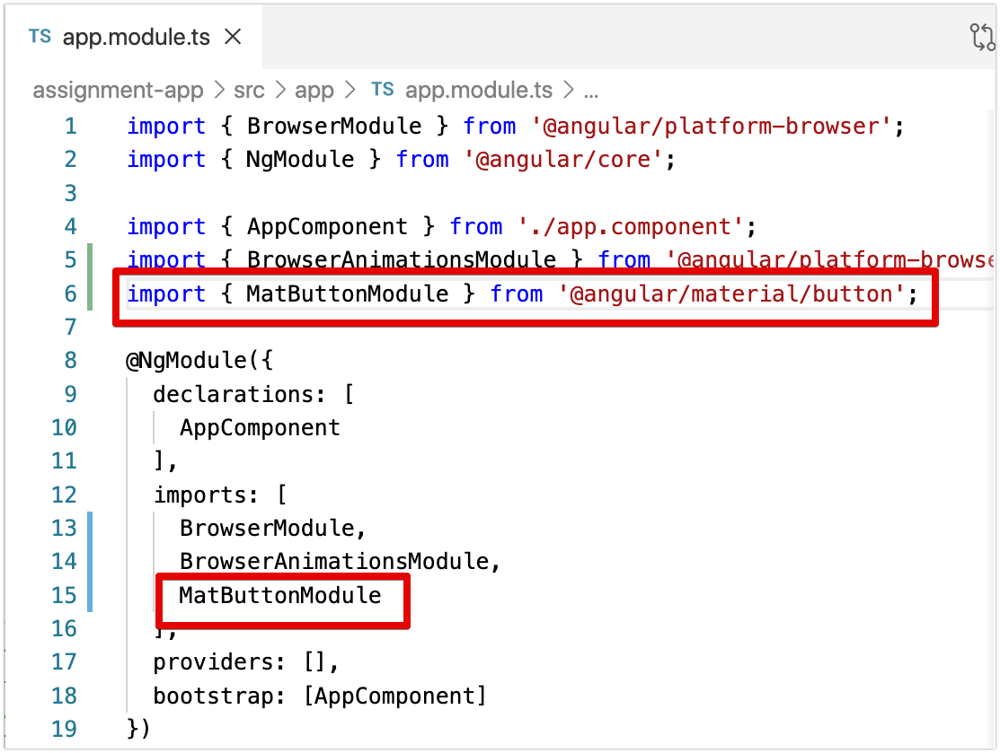 TS app.module.ts ×
assignment-app > src > app > TS app.module.ts > ...
1 import { BrowserModule } from '@angular/platform-browser';
2 import { NgModule } from '@angular/core';
3
4 import { AppComponent } from './app.component';
5 import { BrowserAnimationsModule } from '@angular/platform-browse
6 import { MatButtonModule } from '@angular/material/button';
7
8 @NgModule({
9 declarations: [
10 AppComponent
11 ],
12 imports: [
13 BrowserModule,
14 BrowserAnimationsModule,
15 MatButtonModule
16 ],
17 providers: [],
18 bootstrap: [AppComponent]
19 })